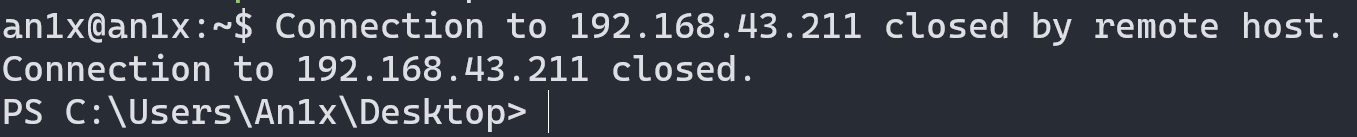 an1x@an1x:~$ Connection to 192.168.43.211 closed by remote host.
Connection to 192.168.43.211 closed.
PS C:\Users\An1x\Desktop>